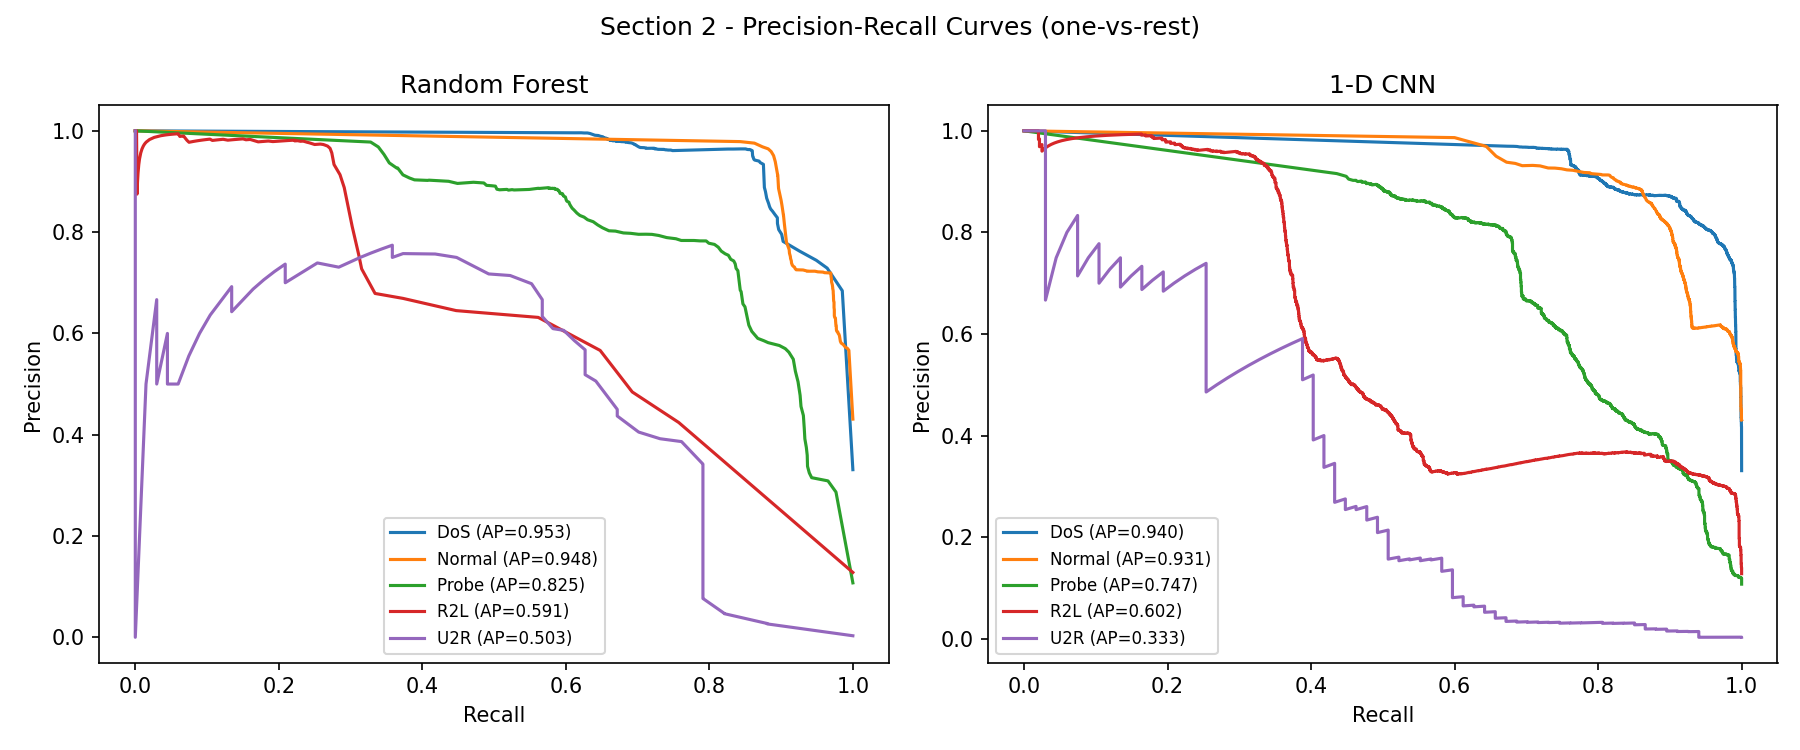 Section 2 - Precision-Recall Curves (one-vs-rest)
Random Forest
1.0
0.8
0.6
0.4
0.2
0.0
Precision
DoS (AP=0.953)
Normal (AP=0.948)
Probe (AP=0.825)
R2L (AP=0.591)
U2R (AP=0.503)
0.0 0.2 0.4 0.6 0.8 1.0
Recall
1-D CNN
1.0
0.8
0.6
0.4
0.2
0.0
Precision
DoS (AP=0.940)
Normal (AP=0.931)
Probe (AP=0.747)
R2L (AP=0.602)
U2R (AP=0.333)
0.0 0.2 0.4 0.6 0.8 1.0
Recall